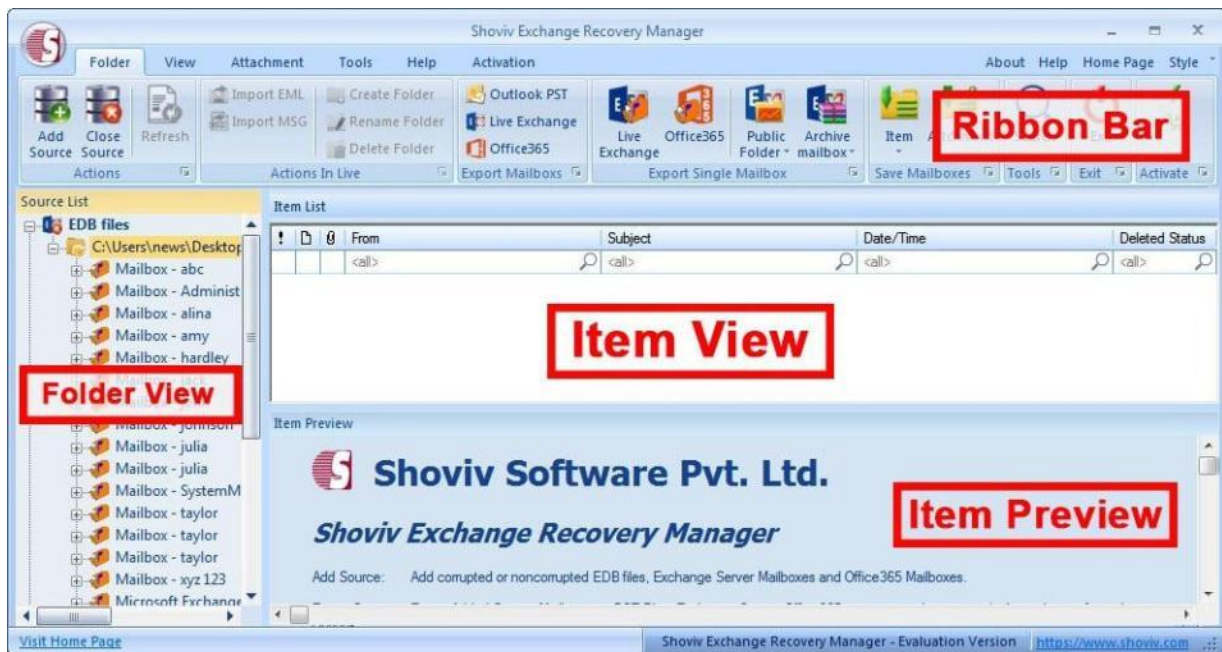 Shoviv Exchange Recovery Manager
Folder View Attachment Tools Help Activation About Help Home Page Style
Add Source
Close Source
Refresh
Actions
Import EML
Import MSG
Create Folder
Rename Folder
Delete Folder
Actions In Live
Outlook PST
Live Exchange
Office365
Export Mailboxs
Live Exchange
Office365
Public Folder
Archive mailbox
Export Single Mailbox
Item
Save Mailboxes
Tools
Exit
Activate
Ribbon Bar
Source List
EDB files
C:\Users\news\Desktop
Mailbox - abc
Mailbox - Administ
Mailbox - alina
Mailbox - amy
Mailbox - hardley
Mailbox - jack
Folder View
Mailbox - johnson
Mailbox - julia
Mailbox - julia
Mailbox - SystemM
Mailbox - taylor
Mailbox - taylor
Mailbox - taylor
Mailbox - xyz 123
Microsoft Exchange
Item List
! From Subject Date/Time Deleted Status
<all> <all> <all> <all>
Item View
Item Preview
S Shoviv Software Pvt. Ltd.
Shoviv Exchange Recovery Manager
Item Preview
Add Source: Add corrupted or noncorrupted EDB files, Exchange Server Mailboxes and Office365 Mailboxes.
Visit Home Page
Shoviv Exchange Recovery Manager - Evaluation Version
https://www.shoviv.com